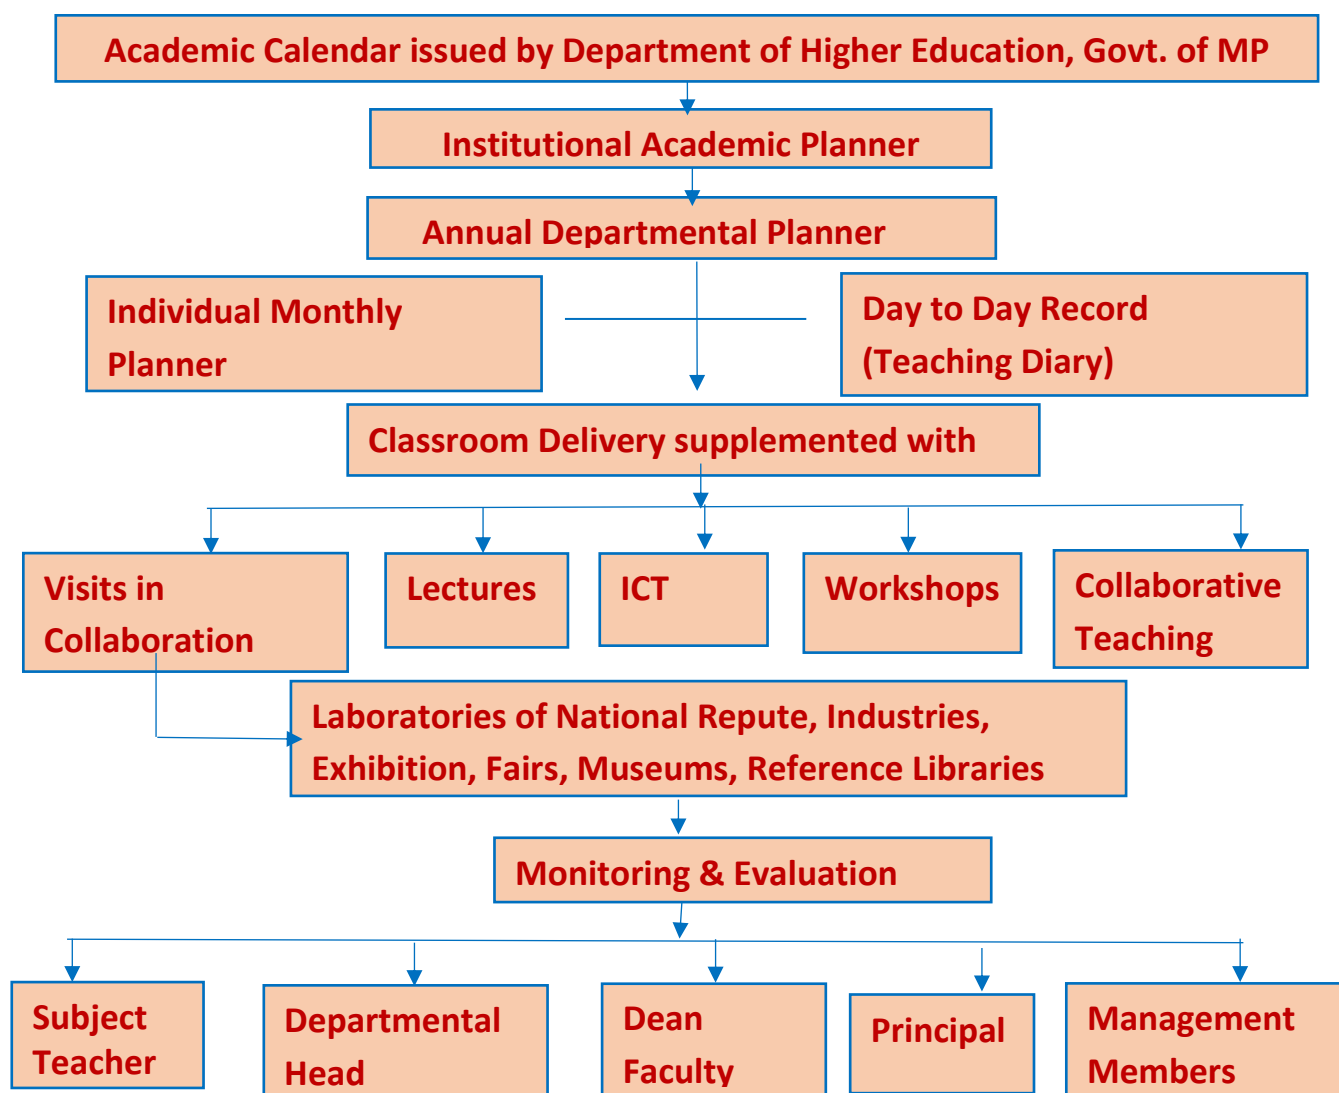 Academic Calendar issued by Department of Higher Education, Govt. of MP
Institutional Academic Planner
Annual Departmental Planner
Individual Monthly
Planner
Day to Day Record
(Teaching Diary)
Classroom Delivery supplemented with
Visits in
Collaboration
Lectures
ICT
Workshops
Collaborative
Teaching
Laboratories of National Repute, Industries,
Exhibition, Fairs, Museums, Reference Libraries
Monitoring & Evaluation
Subject
Teacher
Departmental
Head
Dean
Faculty
Principal
Management
Members